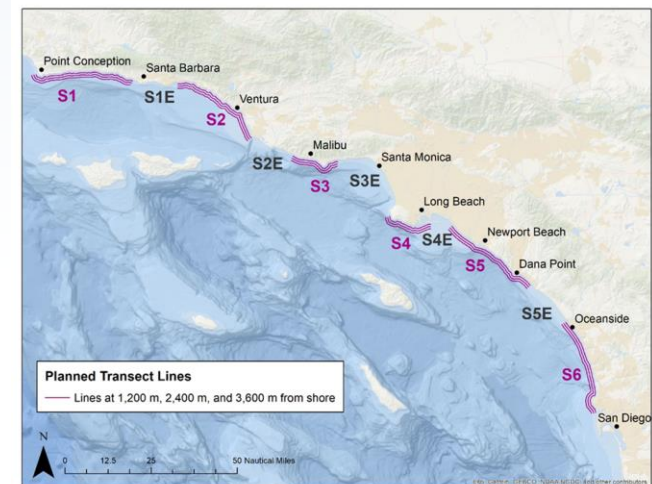 Point Conception
Santa Barbara
S1
S1E
S2
Ventura
Malibu
S2E
S3
S3E
Santa Monica
Long Beach
S4
S4E
Newport Beach
S5
Dana Point
S5E
Oceanside
S6
San Diego
Planned Transect Lines
Lines at 1,200 m, 2,400 m, and 3,600 m from shore
N
0 12.5 25 50 Nautical Miles